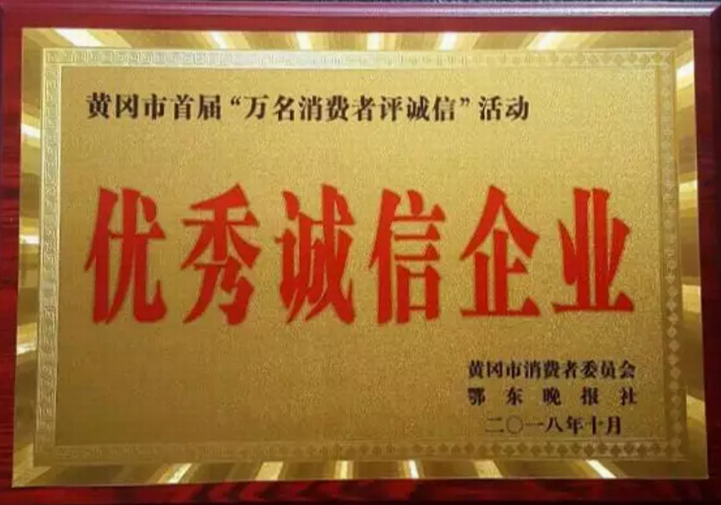 黄冈市首届“万名消费者评诚信”活动
优秀诚信企业
黄冈市消费者委员会
鄂东晚报社
二〇一八年十月